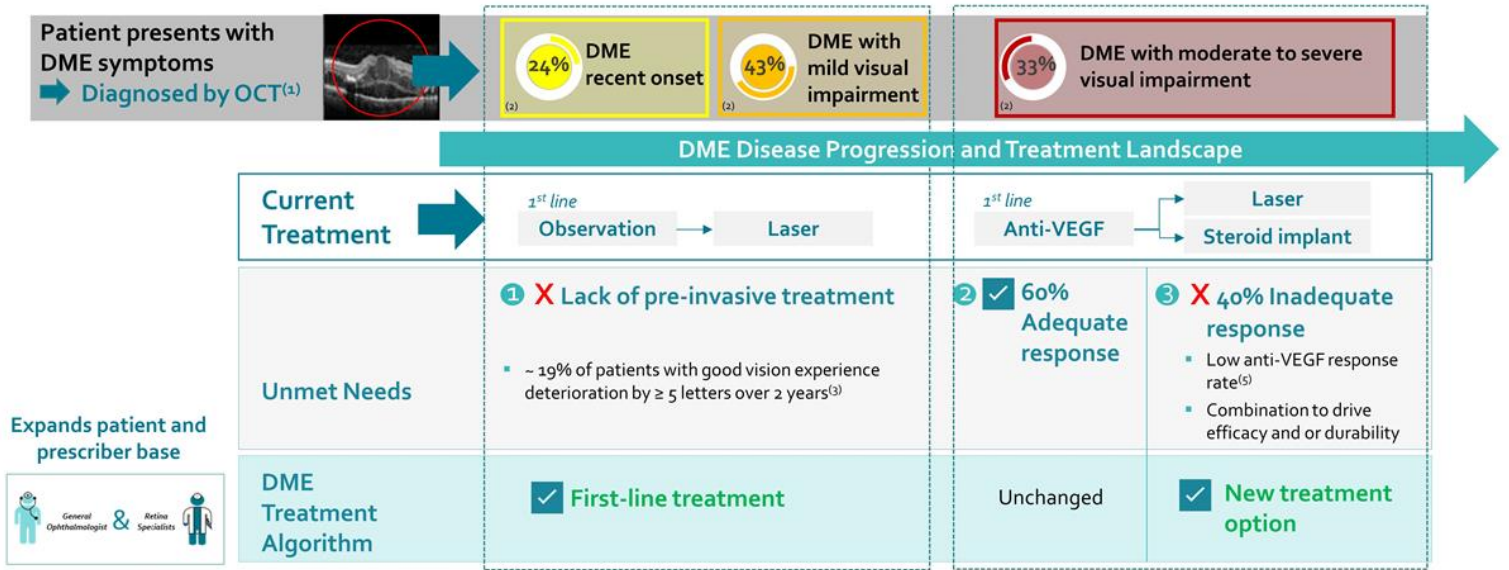 Patient presents with
DME symptoms
Diagnosed by OCT(1)
24%
(2)
DME
recent onset
43%
(2)
DME with
mild visual
impairment
33%
(2)
DME with moderate to severe
visual impairment
DME Disease Progression and Treatment Landscape
Current
Treatment
1st line
Observation
Laser
1st line
Anti-VEGF
Laser
Steroid implant
Unmet Needs
1 X Lack of pre-invasive treatment
▪ ~ 19% of patients with good vision experience
deterioration by ≥ 5 letters over 2 years(3)
2 ✓ 60%
Adequate
response
3 X 40% Inadequate
response
▪ Low anti-VEGF response
rate(5)
▪ Combination to drive
efficacy and or durability
Expands patient and
prescriber base
General
Ophthalmologist
&
Retina
Specialists
DME
Treatment
Algorithm
✓ First-line treatment
Unchanged
✓ New treatment
option